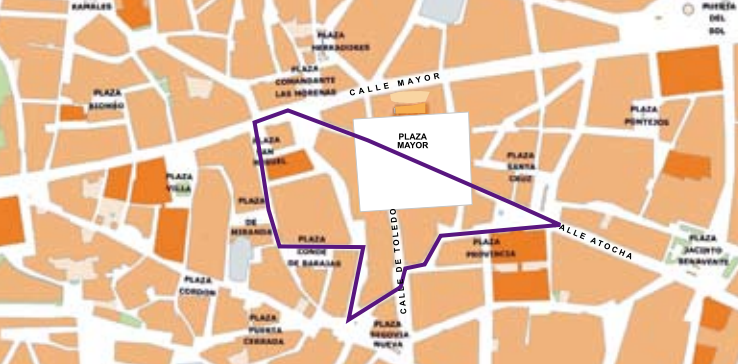 RAMALES
PUERTA
DEL
SOL
PLAZA
HERRADORES
PLAZA
COMANDANTE
LAS MORENAS
CALLE MAYOR
PLAZA
BIOMBO
PLAZA
PONTEJOS
PLAZA
MAYOR
PLAZA
SAN
MIGUEL
PLAZA
SANTA
CRUZ
PLAZA
VILLA
PLAZA
DE
MIRANDA
CALLE DE TOLEDO
ALLE ATOCHA
PLAZA
CONDE
DE BARAJAS
PLAZA
PROVINCIA
PLAZA
JACINTO
BENAVENTE
PLAZA
CORDON
PLAZA
PUERTA
CERRADA
PLAZA
SEGOVIA
NUEVA